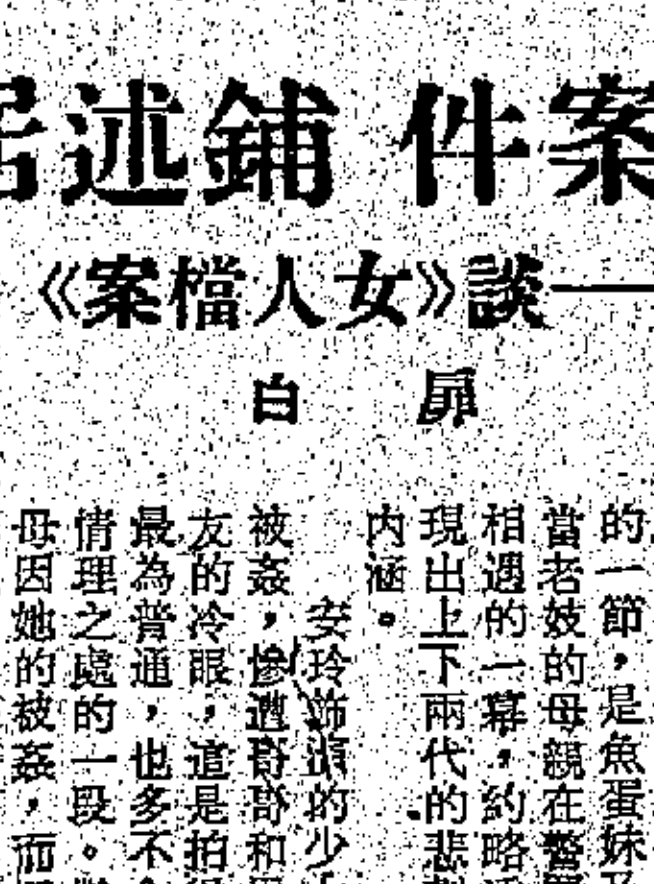 案件 鋪述
——談《女人檔案》
白
的一節，是魚蛋妹
當老妓的母親在警
相遇的一幕，約略
現出上下兩代的悲
內涵。
安玲飾演的少
被姦，慘遭哥哥和
友的冷眼，這是拍
最為普通，也多不
情理之處的一段。
母因她的被姦，而